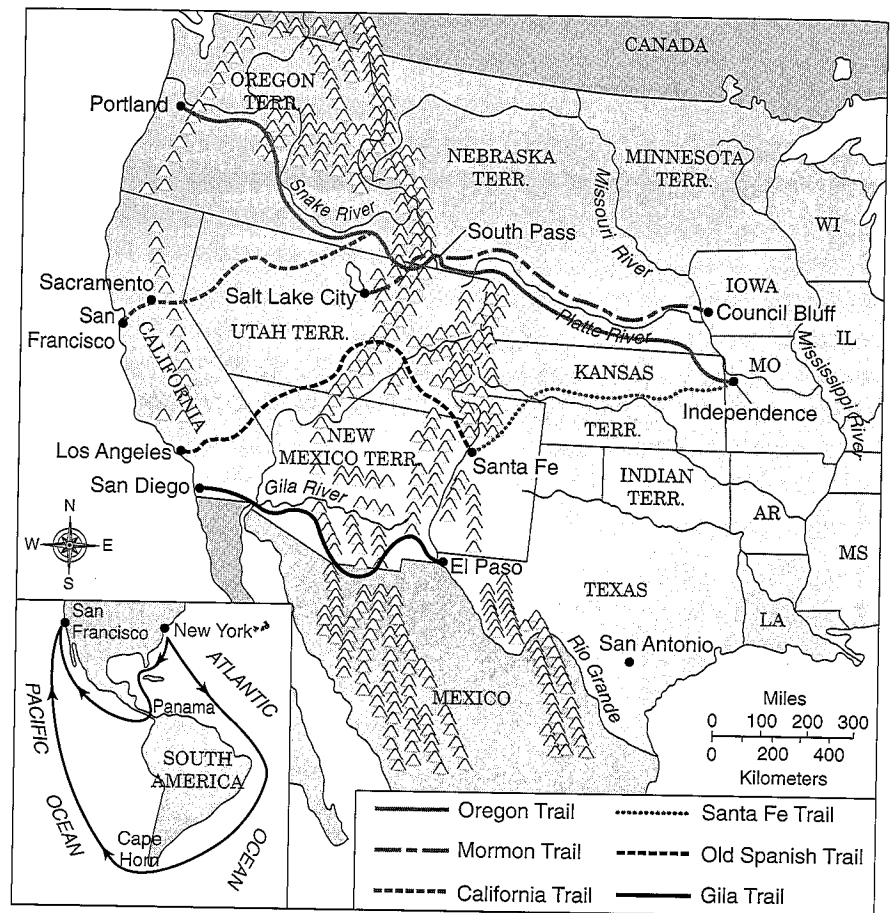 CANADA
OREGON
TERR.
Portland
NEBRASKA
TERR.
MINNESOTA
TERR.
Missouri
River
Snake River
South Pass
WI
IOWA
Sacramento
San
Francisco
Salt Lake City
UTAH TERR.
Council Bluff
Platte River
IL
CALIFORNIA
KANSAS
MO
Mississippi River
Independence
Los Angeles
NEW
MEXICO TERR.
Santa Fe
TERR.
San Diego
Gila River
INDIAN
TERR.
AR
N
W
E
S
MS
El Paso
TEXAS
LA
San Antonio
Rio Grande
MEXICO
Miles
0 100 200 300
0 200 400
Kilometers
San
Francisco
New York
ATLANTIC
OCEAN
PACIFIC
OCEAN
Panama
SOUTH
AMERICA
Cape
Horn
Oregon Trail
Mormon Trail
California Trail
Santa Fe Trail
Old Spanish Trail
Gila Trail